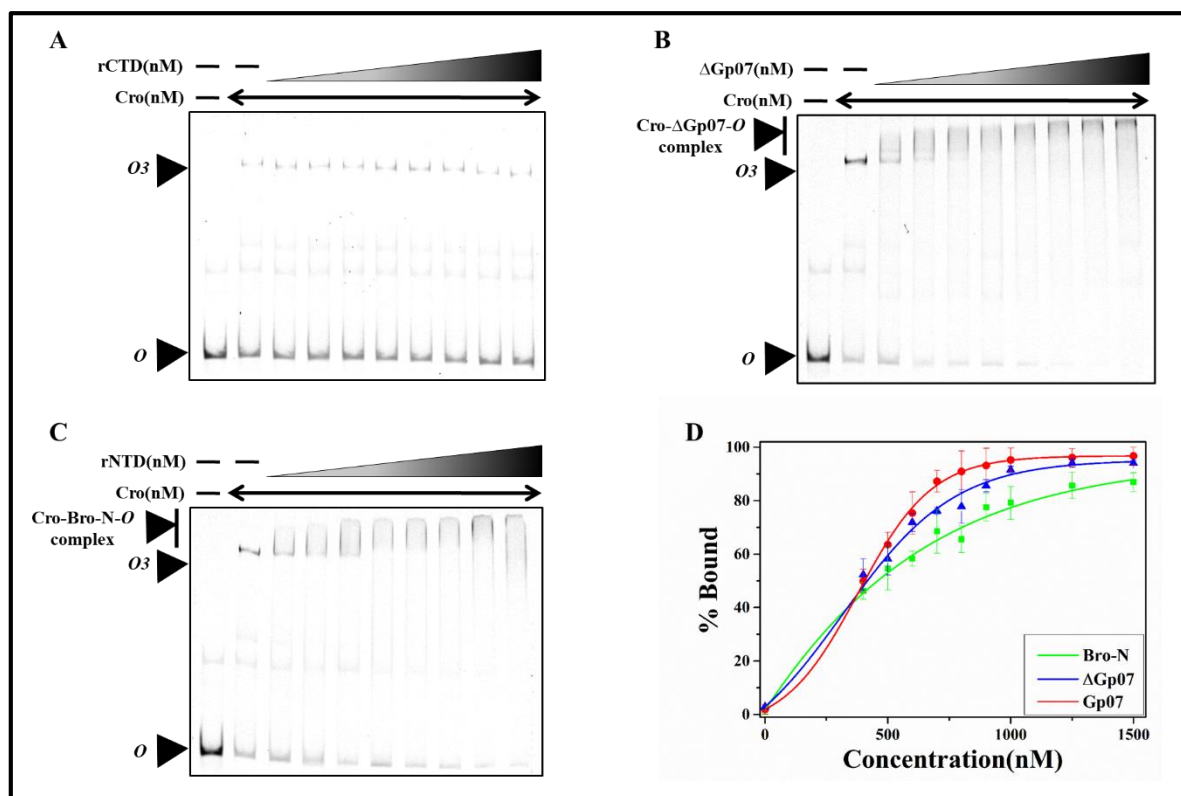 A
rCTD(nM)
Cro(nM)
O3
O
B
ΔGp07(nM)
Cro(nM)
Cro-ΔGp07-O
complex
O3
O
C
rNTD(nM)
Cro(nM)
Cro-Bro-N-O
complex
O3
O
D
100
80
60
40
20
0
% Bound
0
500
1000
1500
Concentration(nM)
Bro-N
ΔGp07
Gp07